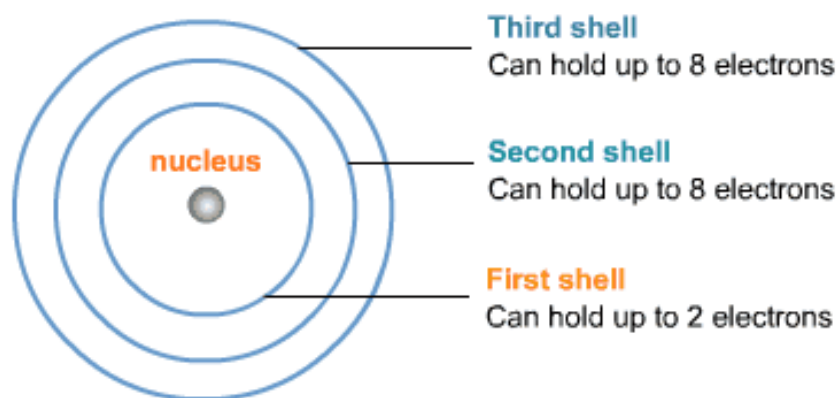 Third shell
Can hold up to 8 electrons
nucleus
Second shell
Can hold up to 8 electrons
First shell
Can hold up to 2 electrons